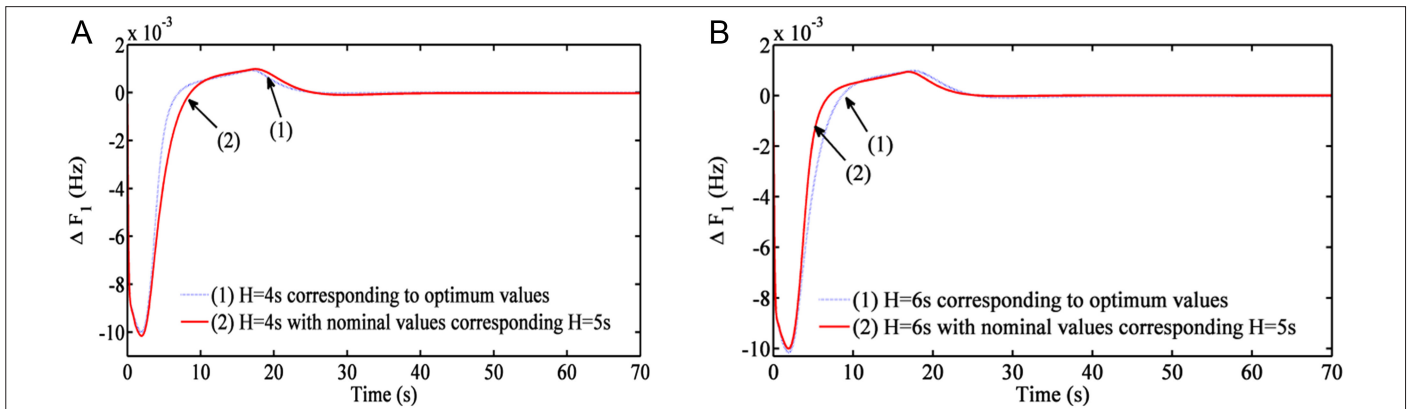 A
× 10⁻³
2
0
-2
-4
-6
-8
-10
Δ F₁ (Hz)
(1)
(2)
(1) H=4s corresponding to optimum values
(2) H=4s with nominal values corresponding H=5s
0 10 20 30 40 50 60 70
Time (s)
B
× 10⁻³
2
0
-2
-4
-6
-8
-10
Δ F₁ (Hz)
(1)
(2)
(1) H=6s corresponding to optimum values
(2) H=6s with nominal values corresponding H=5s
0 10 20 30 40 50 60 70
Time (s)